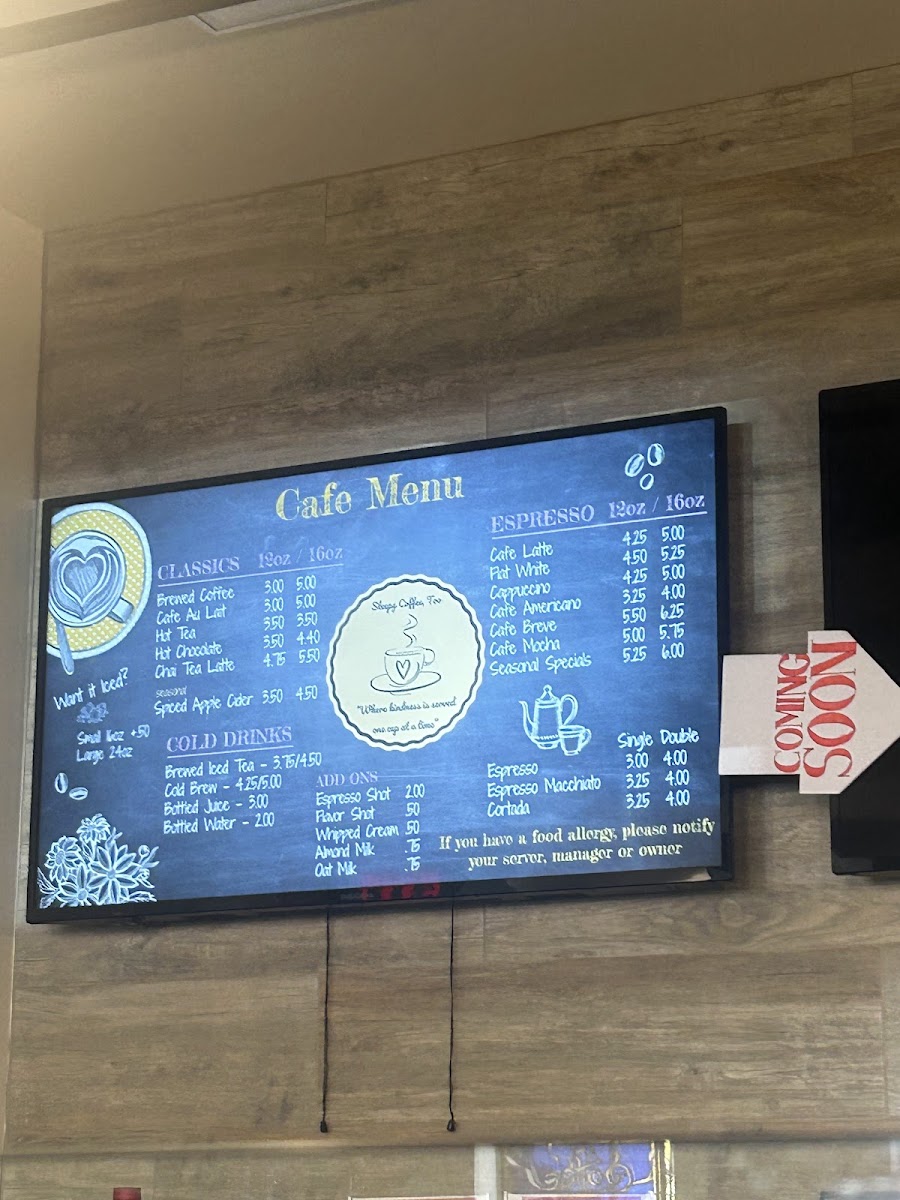 Cafe Menu
CLASSICS 12oz / 16oz
Brewed Coffee 3.00 5.00
Cafe Au Lait 3.00 5.00
Hot Tea 3.50 3.50
Hot Chocolate 3.50 4.40
Chai Tea Latte 4.75 5.50
seasonal
Spiced Apple Cider 3.50 4.50
Want it Iced?
Small 16oz +.50
Large 24oz
COLD DRINKS
Brewed Iced Tea - 3.75/4.50
Cold Brew - 4.25/5.00
Bottled Juice - 3.00
Bottled Water - 2.00
ADD ONS
Espresso Shot 2.00
Flavor Shot .50
Whipped Cream .50
Almond Milk .75
Oat Milk .75
Sleepy Coffee, Too
"Where kindness is served
one cup at a time"
ESPRESSO 12oz / 16oz
Cafe Latte 4.25 5.00
Flat White 4.50 5.25
Cappuccino 4.25 5.00
Cafe Americano 3.25 4.00
Cafe Breve 5.50 6.25
Cafe Mocha 5.00 5.75
Seasonal Specials 5.25 6.00
Single Double
Espresso 3.00 4.00
Espresso Macchiato 3.25 4.00
Cortada 3.25 4.00
If you have a food allergy, please notify
your server, manager or owner
COMING
SOON